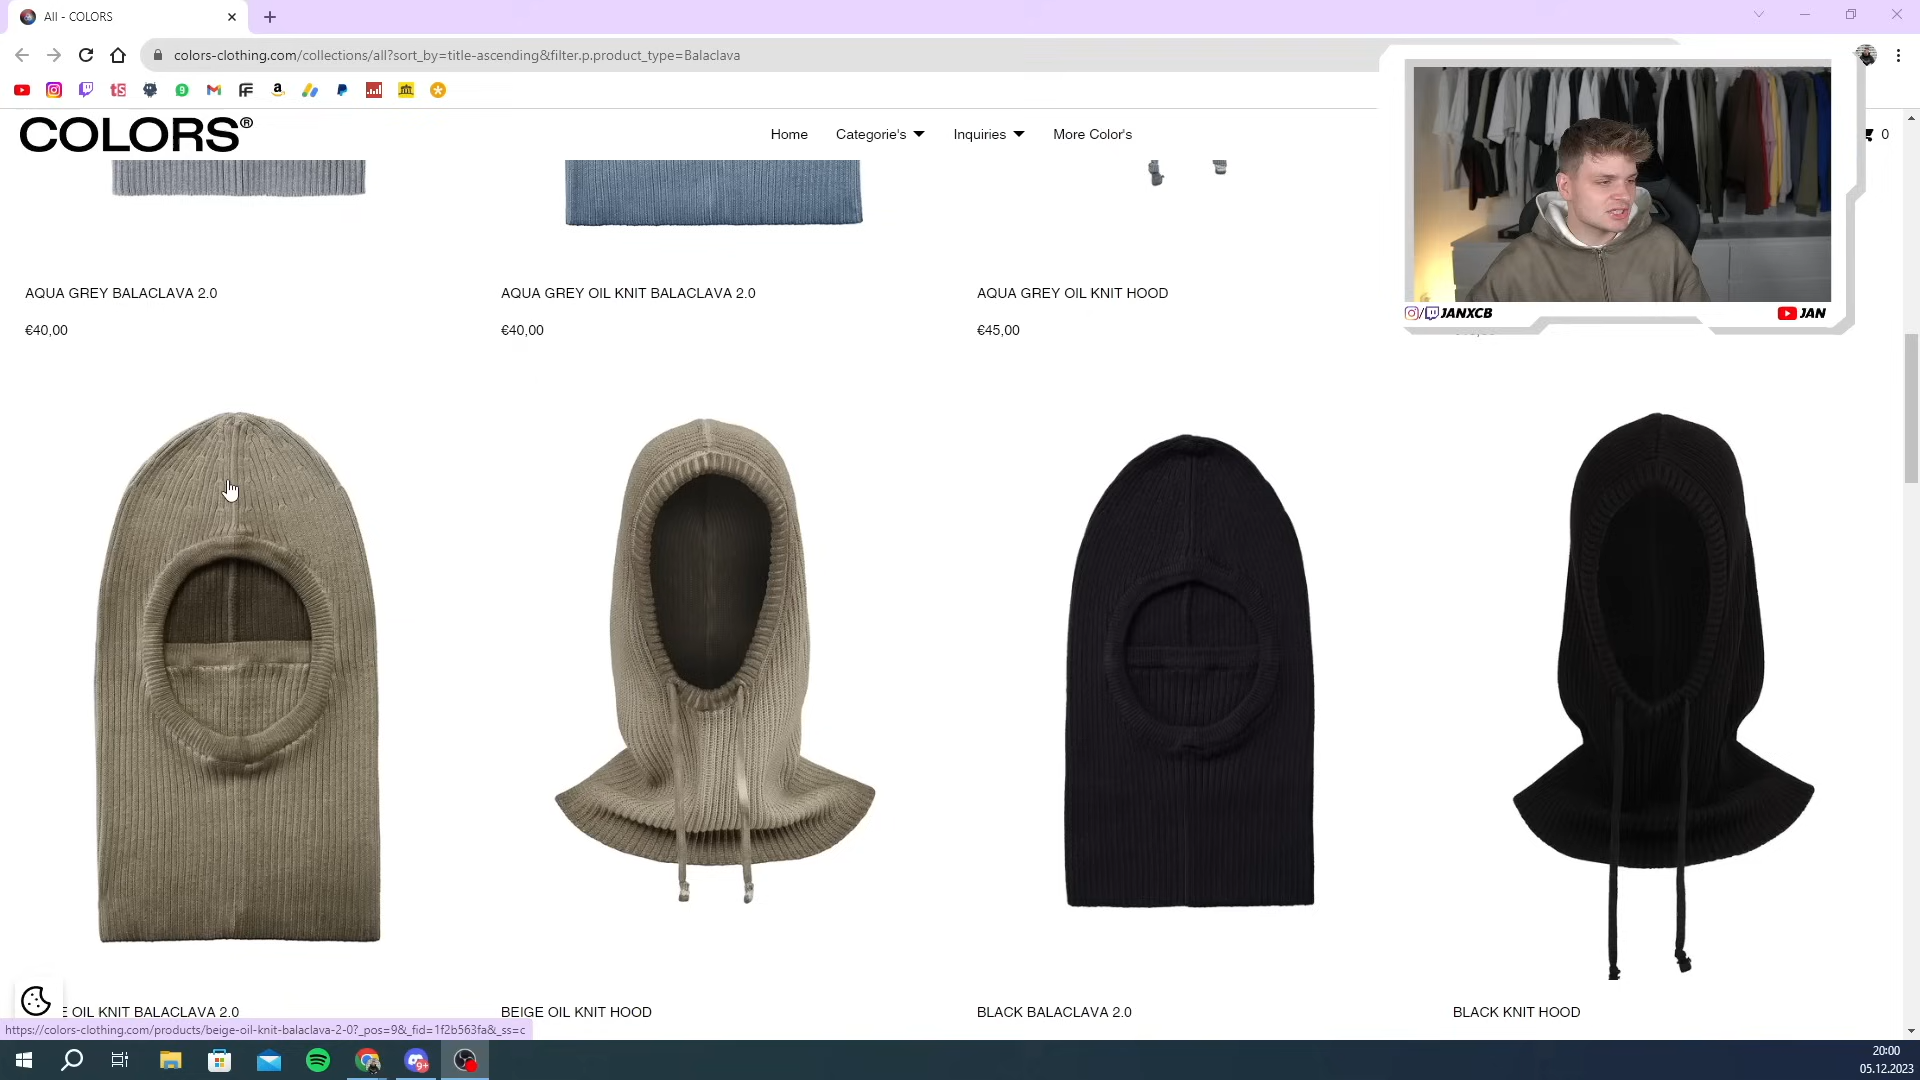 All - COLORS
colors-clothing.com/collections/all?sort_by=title-ascending&filter.p.product_type=Balaclava
COLORS®
Home
Categorie's
Inquiries
More Color's
0
JANXCB
JAN
AQUA GREY BALACLAVA 2.0
AQUA GREY OIL KNIT BALACLAVA 2.0
AQUA GREY OIL KNIT HOOD
€40,00
€40,00
€45,00
OIL KNIT BALACLAVA 2.0
BEIGE OIL KNIT HOOD
BLACK BALACLAVA 2.0
BLACK KNIT HOOD
https://colors-clothing.com/products/beige-oil-knit-balaclava-2-0?_pos=9&_fid=1f2b563fa&_ss=c
9+
20:00
05.12.2023